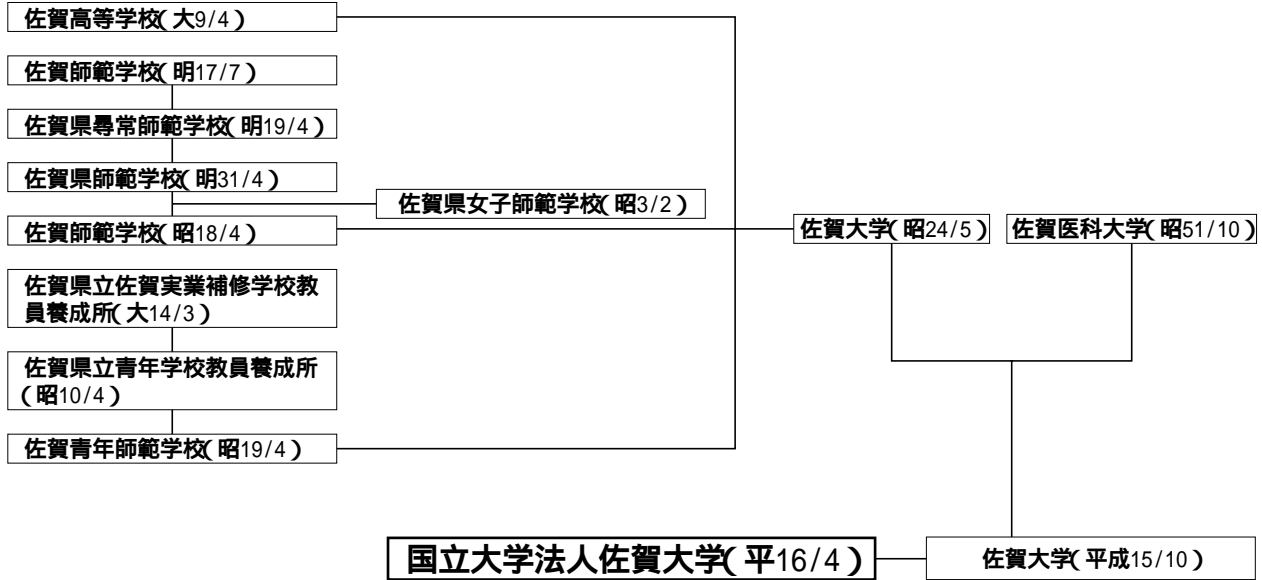 佐賀高等学校(大9/4)
佐賀師範学校(明17/7)
佐賀県尋常師範学校(明19/4)
佐賀県師範学校(明31/4)
佐賀県女子師範学校(昭3/2)
佐賀師範学校(昭18/4)
佐賀大学(昭24/5)
佐賀医科大学(昭51/10)
佐賀県立佐賀実業補修学校教
員養成所(大14/3)
佐賀県立青年学校教員養成所
(昭10/4)
佐賀青年師範学校(昭19/4)
国立大学法人佐賀大学(平16/4)
佐賀大学(平成15/10)